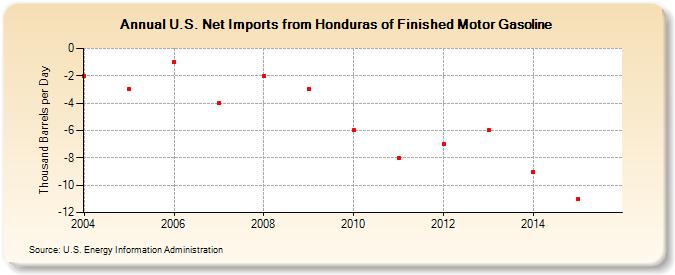 Annual U.S. Net Imports from Honduras of Finished Motor Gasoline
Thousand Barrels per Day
0
-2
-4
-6
-8
-10
-12
2004 2006 2008 2010 2012 2014
Source: U.S. Energy Information Administration